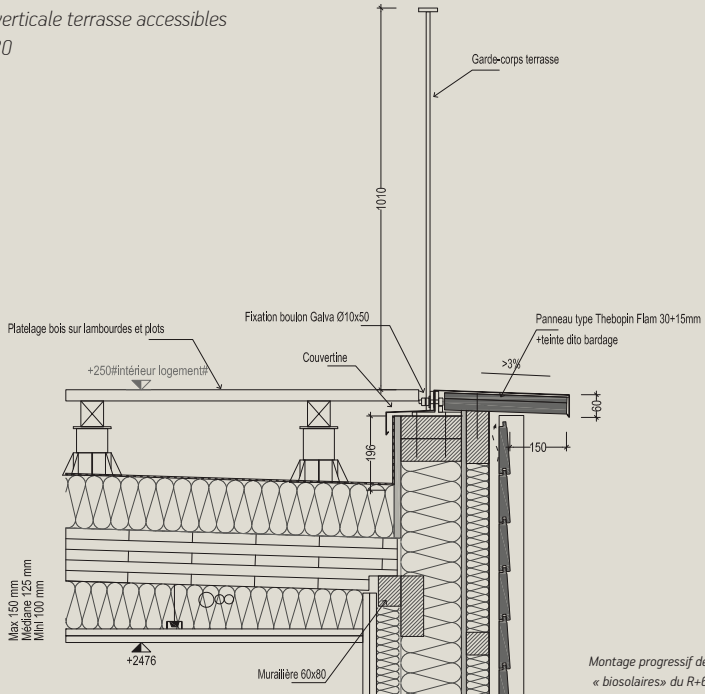 verticale terrasse accessibles
Garde-corps terrasse
1010
Platelage bois sur lambourdes et plots
Fixation boulon Galva Ø10x50
Panneau type Thebopin Flam 30+15mm
+teinte dito bardage
Couvertine
>3%
+250#intérieur logement#
60
196
150
Max 150 mm
Médiane 125 mm
Mini 100 mm
+2476
Muraillère 60x80
Montage progressif de
« biosolaires» du R+6